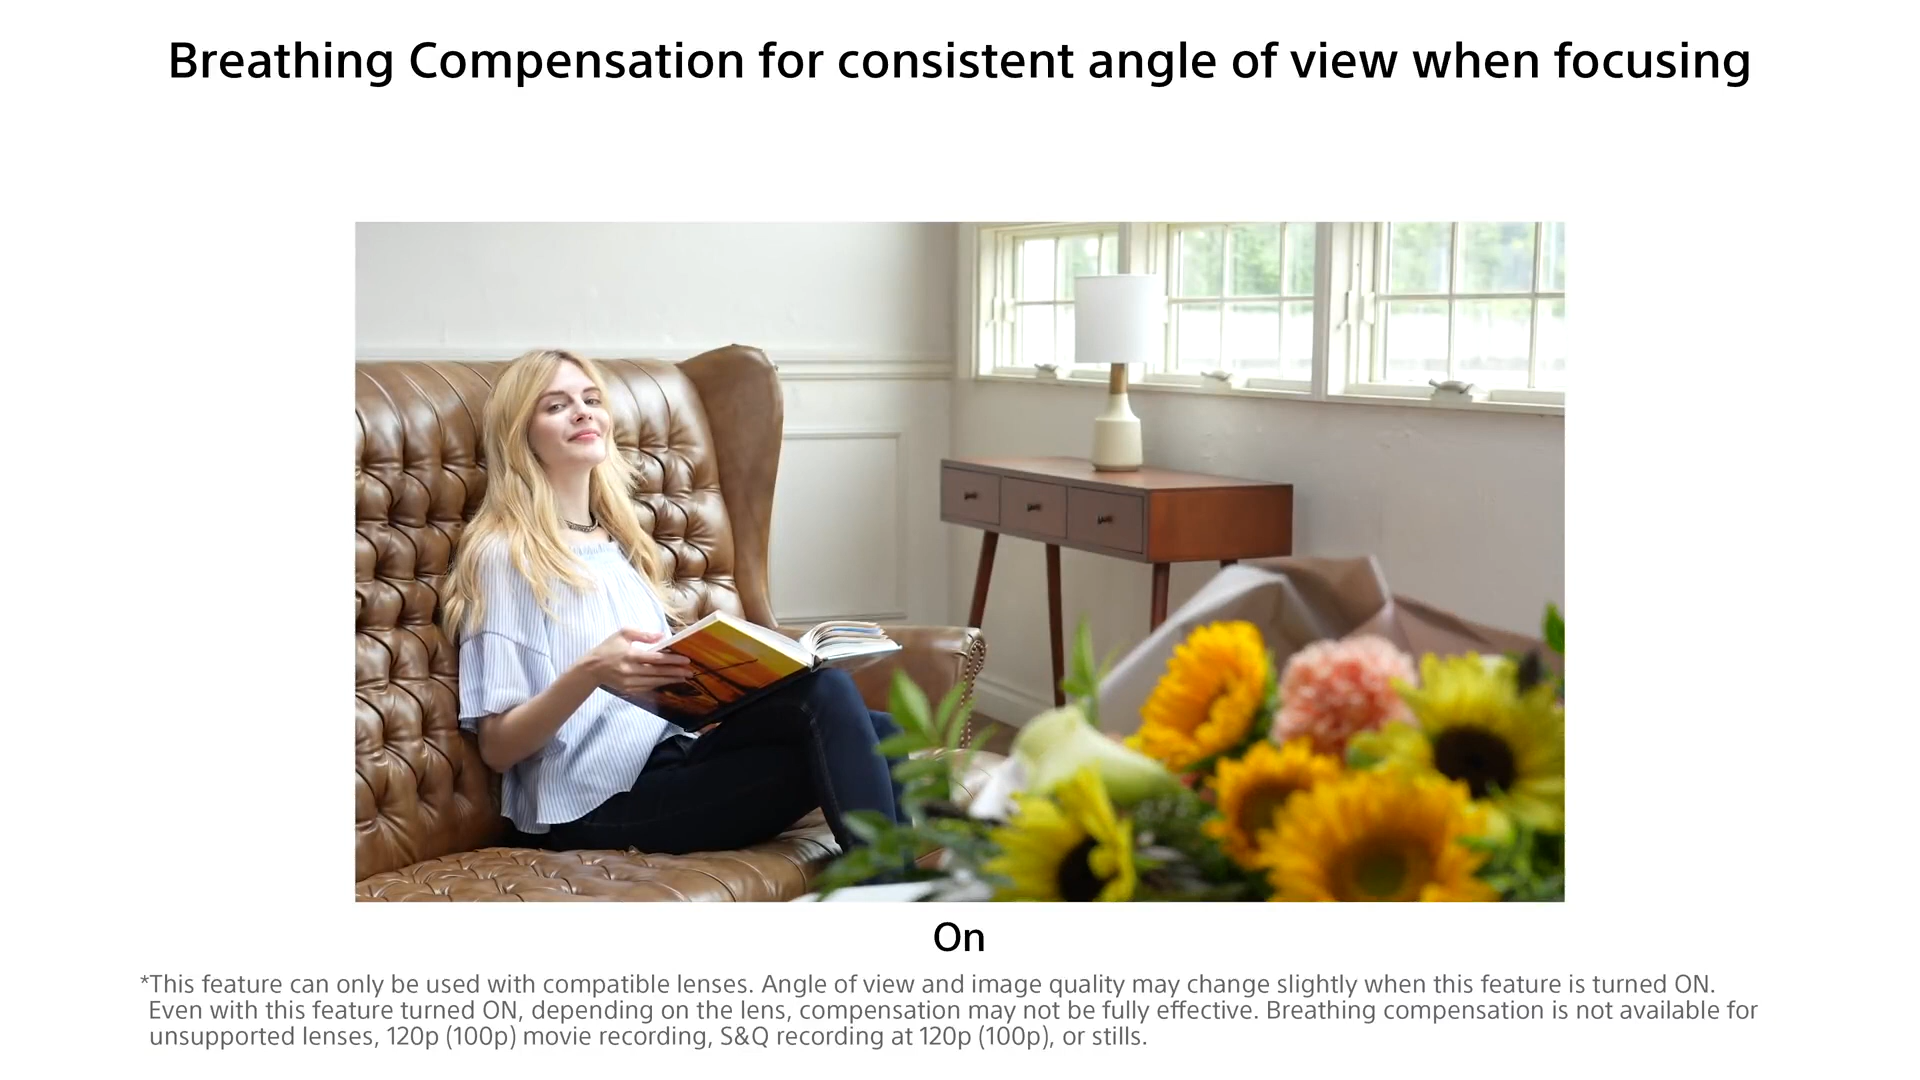 Breathing Compensation for consistent angle of view when focusing
On
*This feature can only be used with compatible lenses. Angle of view and image quality may change slightly when this feature is turned ON.
Even with this feature turned ON, depending on the lens, compensation may not be fully effective. Breathing compensation is not available for
unsupported lenses, 120p (100p) movie recording, S&Q recording at 120p (100p), or stills.